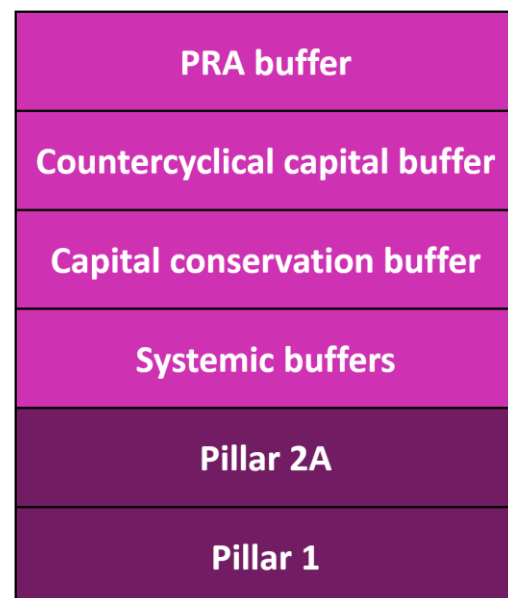 PRA buffer
Countercyclical capital buffer
Capital conservation buffer
Systemic buffers
Pillar 2A
Pillar 1